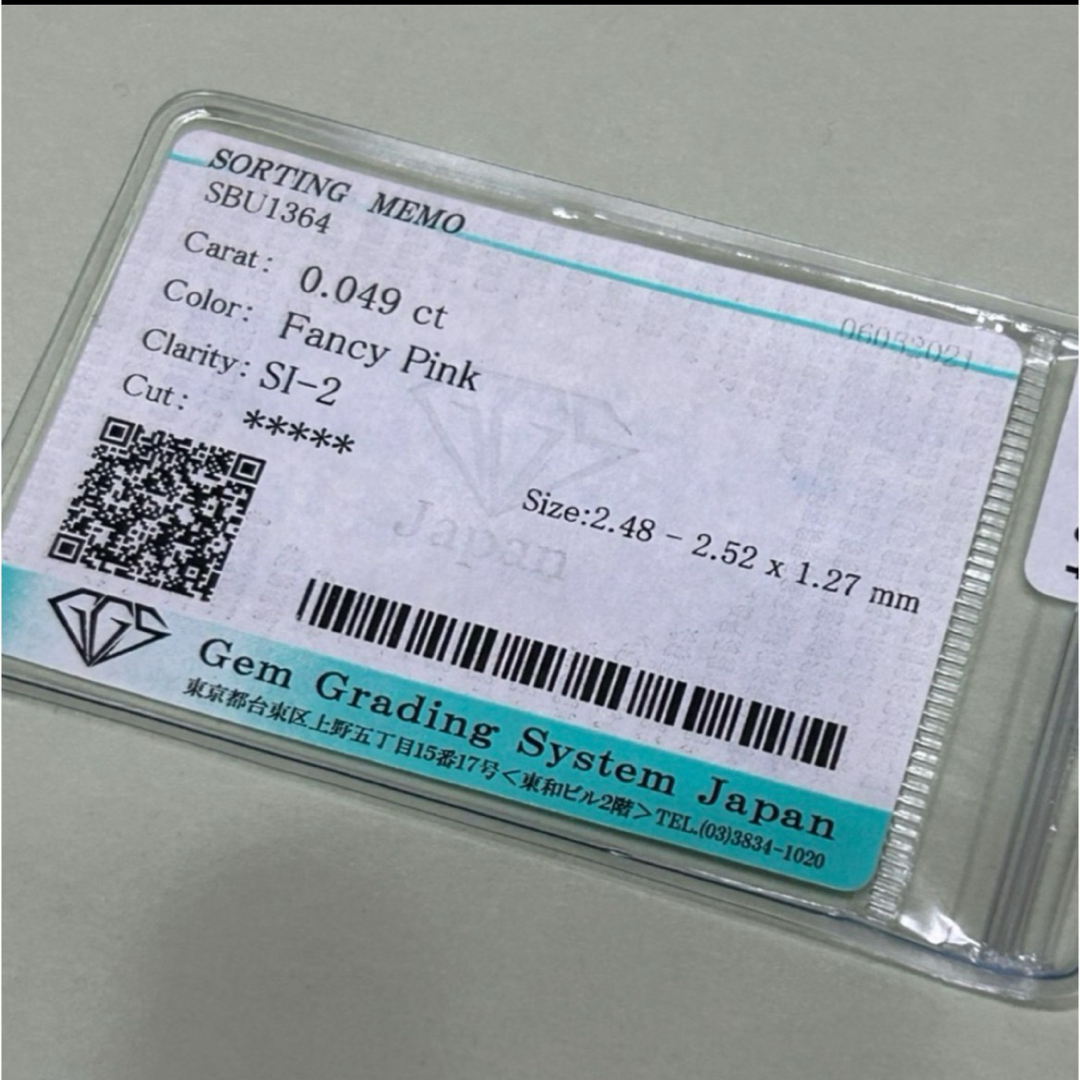 SORTING MEMO
SBU1364
Carat: 0.049 ct
Color: Fancy Pink
Clarity: SI-2
Cut: *****
Size:2.48 - 2.52 x 1.27 mm
GGS
Japan
GGS
Gem Grading System Japan
東京都台東区上野五丁目15番17号<東和ビル2階>TEL.(03)3834-1020